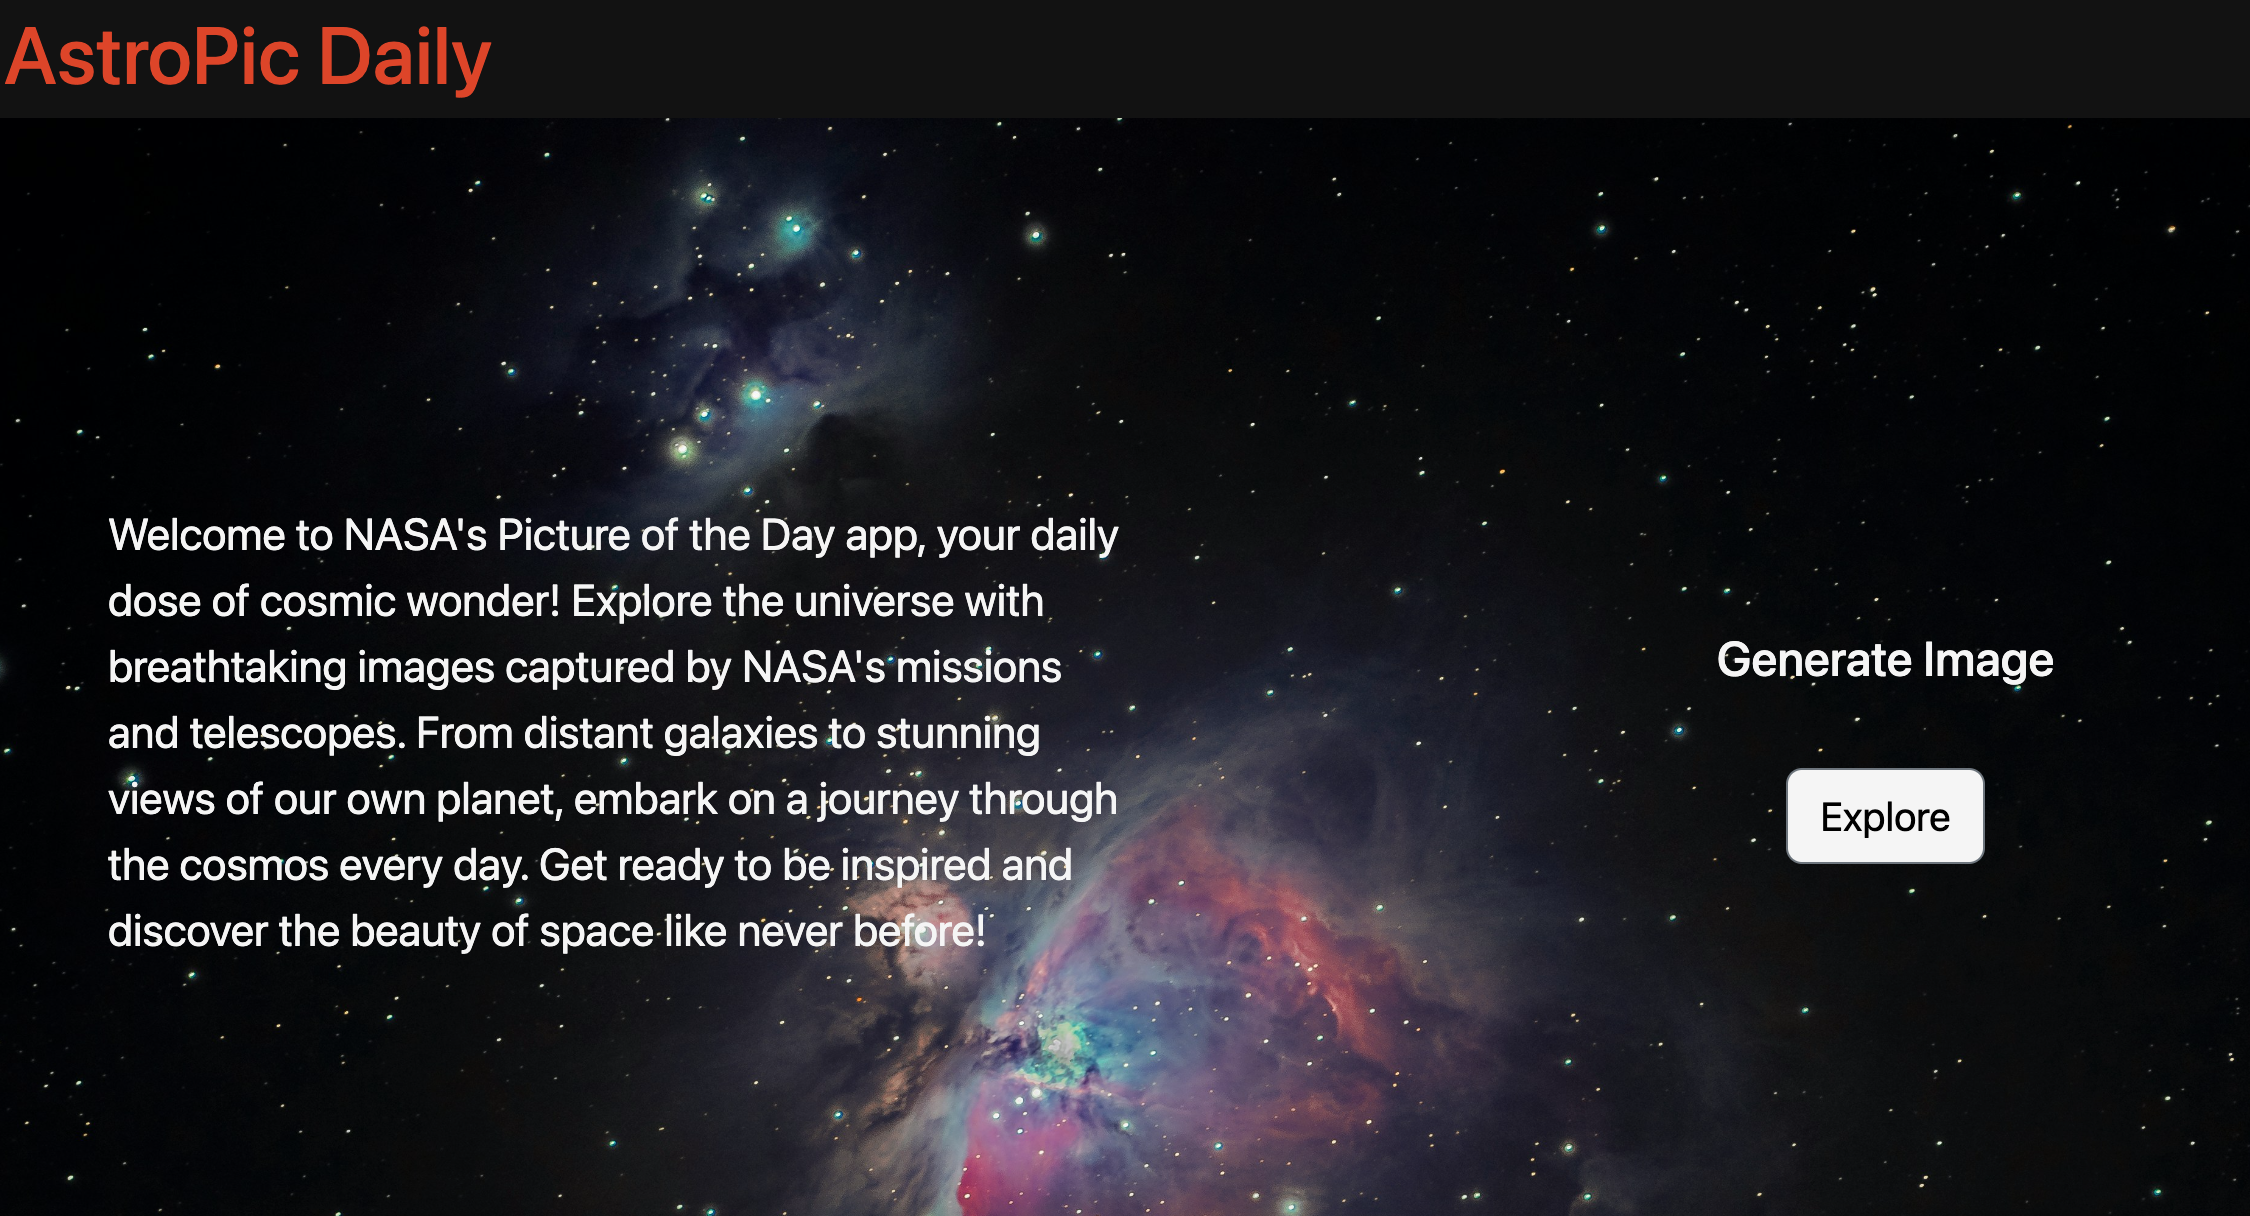 AstroPic Daily
Welcome to NASA's Picture of the Day app, your daily
dose of cosmic wonder! Explore the universe with
breathtaking images captured by NASA's missions
and telescopes. From distant galaxies to stunning
views of our own planet, embark on a journey through
the cosmos every day. Get ready to be inspired and
discover the beauty of space like never before!
Generate Image
Explore